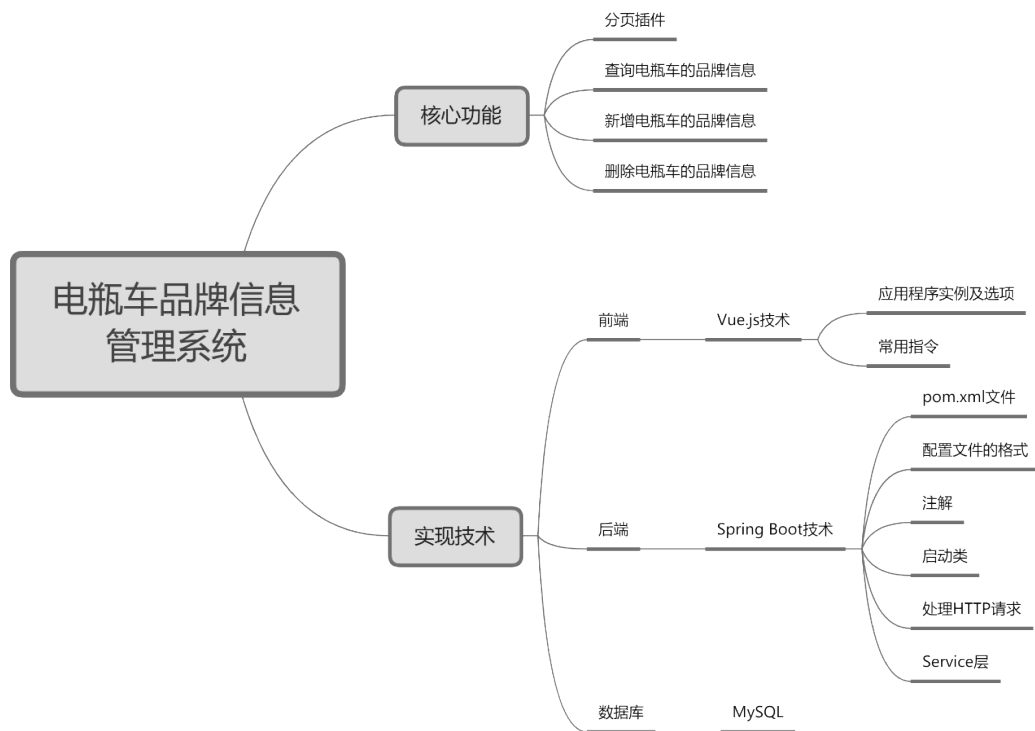 分页插件
查询电瓶车的品牌信息
核心功能
新增电瓶车的品牌信息
删除电瓶车的品牌信息
电瓶车品牌信息
管理系统
应用程序实例及选项
前端
Vue.js技术
常用指令
pom.xml文件
配置文件的格式
注解
实现技术
后端
Spring Boot技术
启动类
处理HTTP请求
Service层
数据库
MySQL